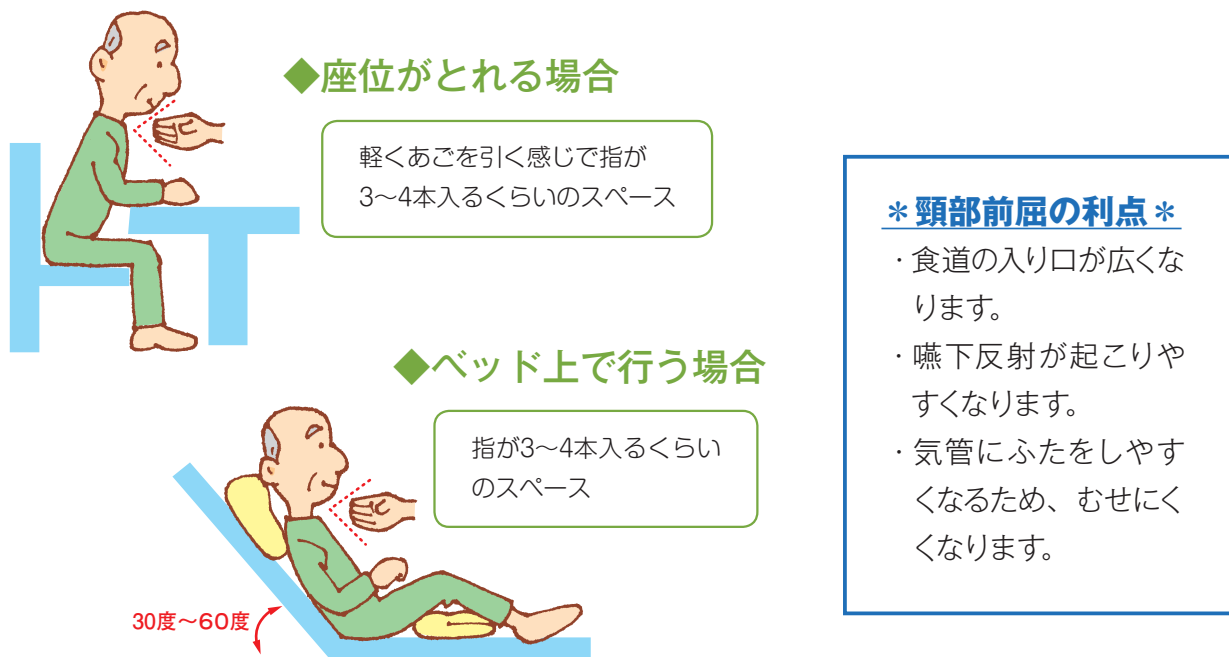 ◆座位がとれる場合
軽くあごを引く感じで指が
3〜4本入るくらいのスペース
◆ベッド上で行う場合
指が3〜4本入るくらい
のスペース
30度〜60度
＊頸部前屈の利点＊
・食道の入り口が広くな
ります。
・嚥下反射が起こりや
すくなります。
・気管にふたをしやす
くなるため、むせにく
くなります。